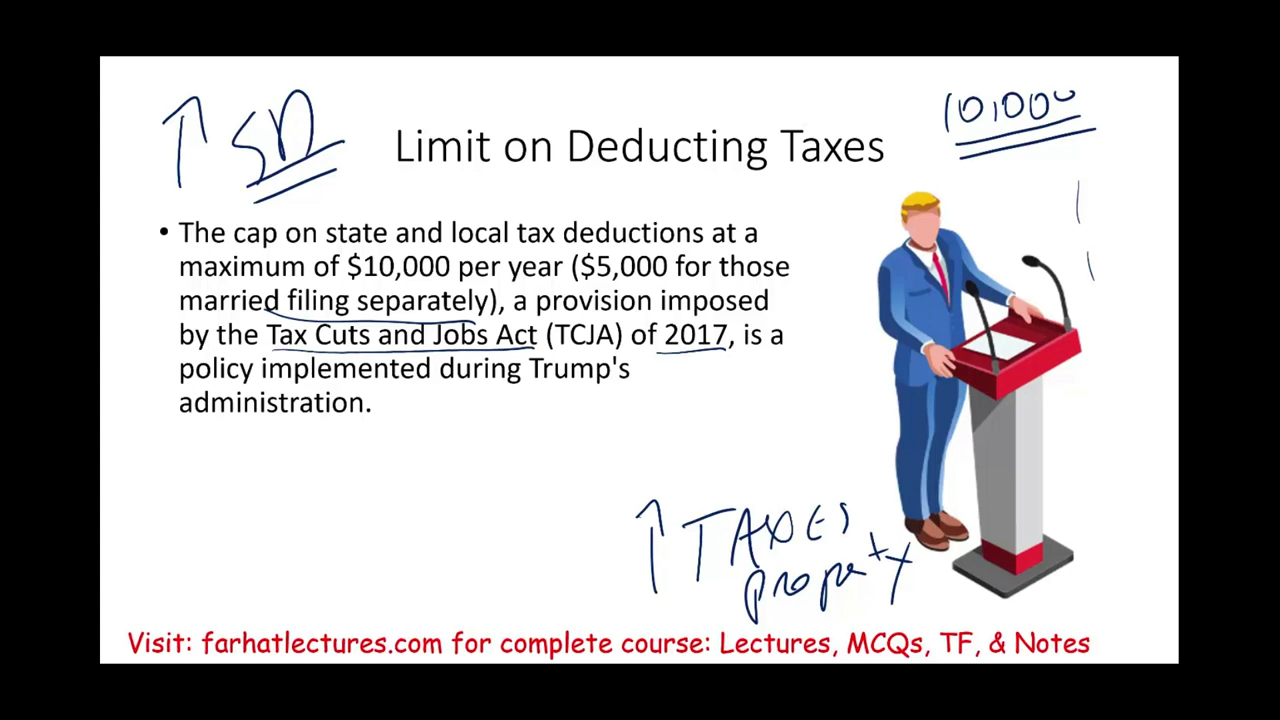 ↑ SD
Limit on Deducting Taxes
10,000
• The cap on state and local tax deductions at a
maximum of $10,000 per year ($5,000 for those
married filing separately), a provision imposed
by the Tax Cuts and Jobs Act (TCJA) of 2017, is a
policy implemented during Trump's
administration.
↑ TAXES
property
Visit: farhatlectures.com for complete course: Lectures, MCQs, TF, & Notes